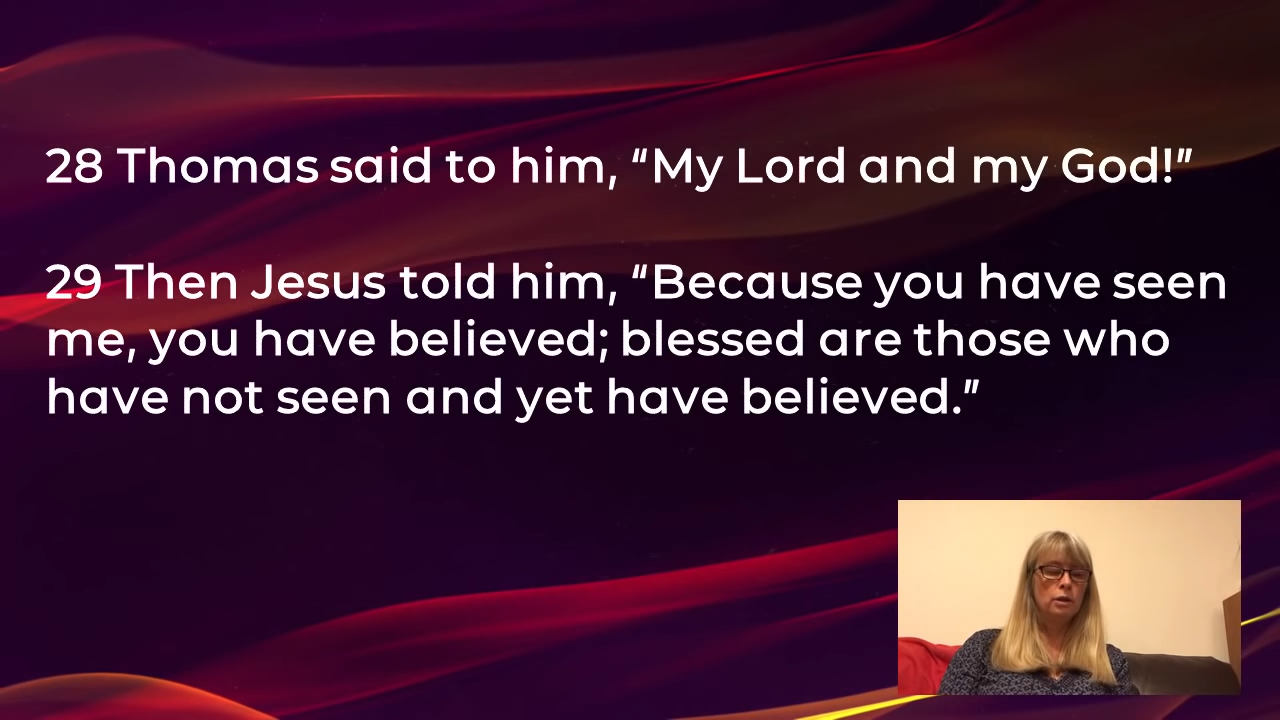 28 Thomas said to him, “My Lord and my God!”
29 Then Jesus told him, “Because you have seen
me, you have believed; blessed are those who
have not seen and yet have believed.”